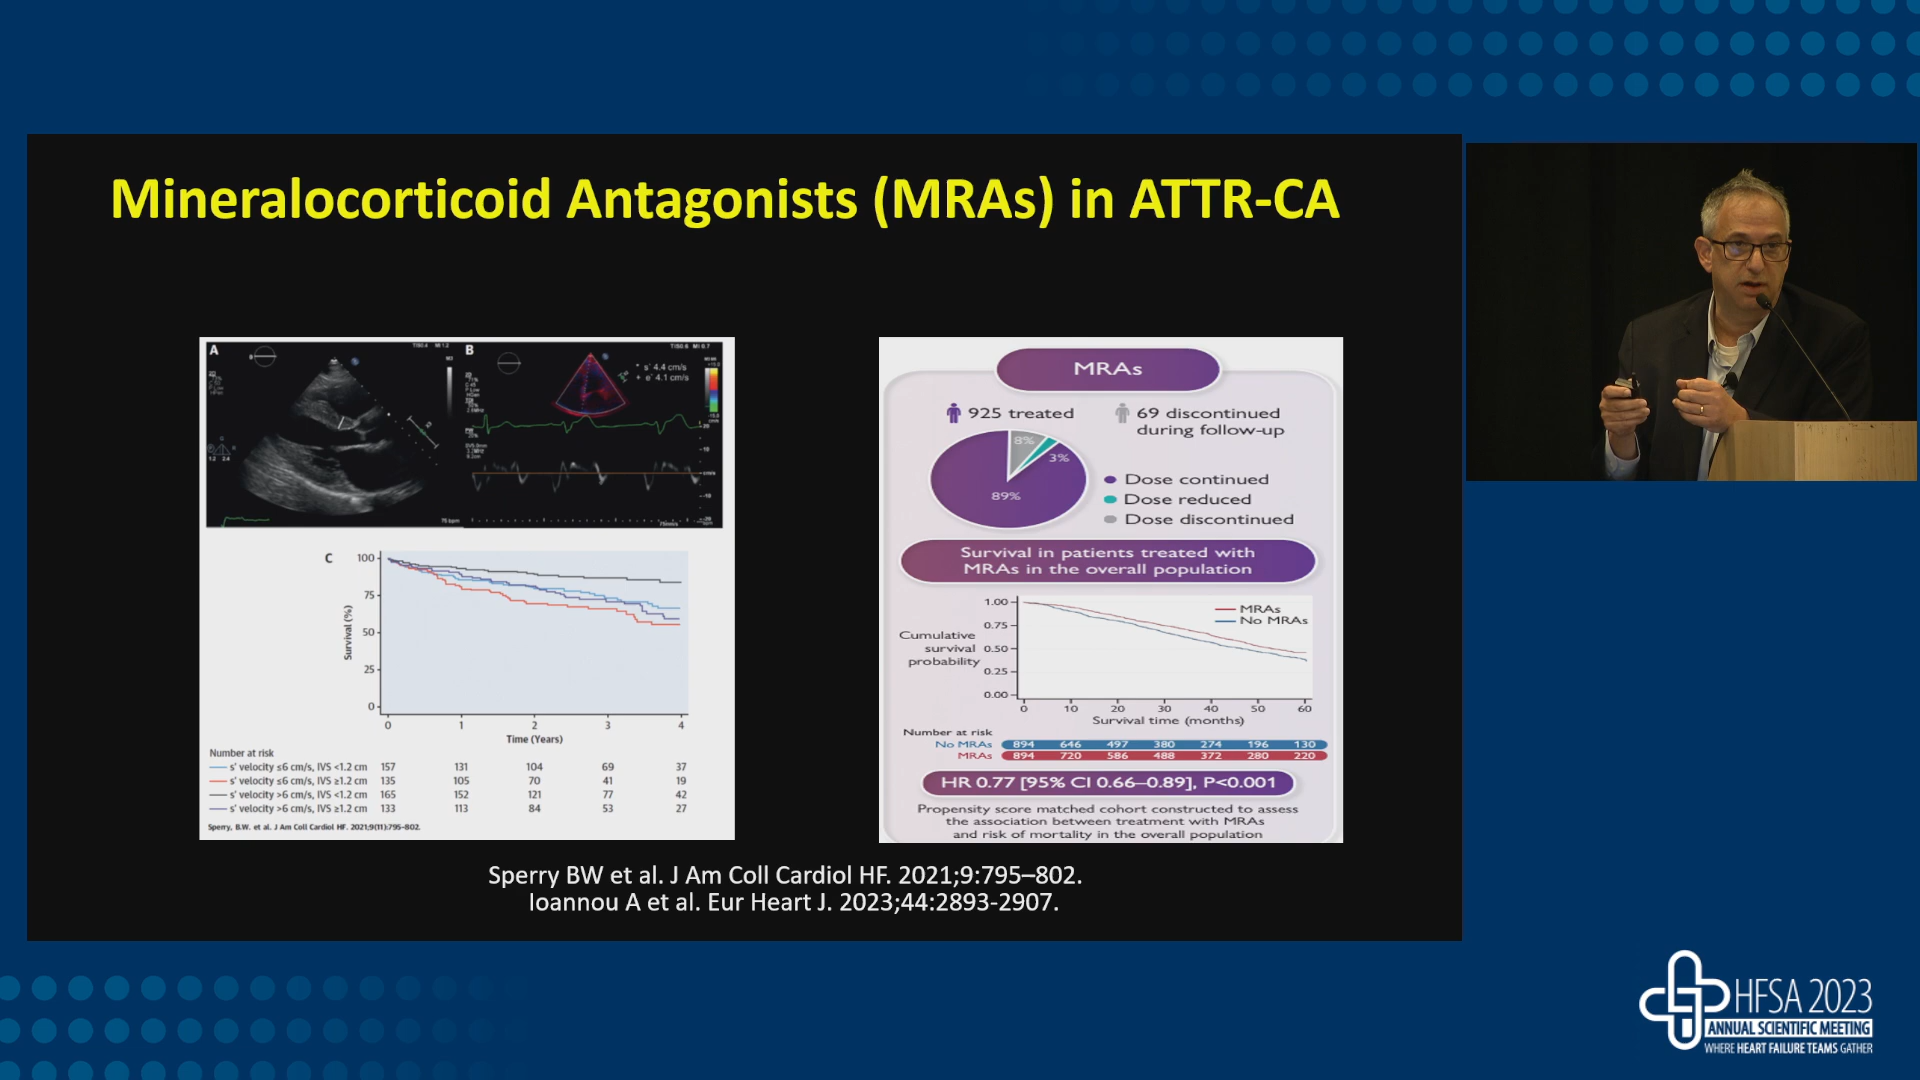 Mineralocorticoid Antagonists (MRAs) in ATTR-CA
A
B
s' 4.4 cm/s
+ e' 4.1 cm/s
C
100
75
50
25
0
Survival (%)
0 1 2 3 4
Time (Years)
Number at risk
s' velocity ≤6 cm/s, IVS <1.2 cm 157 131 104 69 37
s' velocity ≤6 cm/s, IVS ≥1.2 cm 135 105 70 41 19
s' velocity >6 cm/s, IVS <1.2 cm 165 152 121 77 42
s' velocity >6 cm/s, IVS ≥1.2 cm 133 113 84 53 27
Sperry, B.W. et al. J Am Coll Cardiol HF. 2021;9(11):795-802.
MRAs
925 treated
69 discontinued
during follow-up
8%
3%
89%
Dose continued
Dose reduced
Dose discontinued
Survival in patients treated with
MRAs in the overall population
Cumulative
survival
probability
1.00
0.75
0.50
0.25
0.00
MRAs
No MRAs
0 10 20 30 40 50 60
Survival time (months)
Number at risk
No MRAs 894 646 497 380 274 196 130
MRAs 894 720 586 488 372 280 220
HR 0.77 [95% CI 0.66–0.89], P<0.001
Propensity score matched cohort constructed to assess
the association between treatment with MRAs
and risk of mortality in the overall population
Sperry BW et al. J Am Coll Cardiol HF. 2021;9:795–802.
Ioannou A et al. Eur Heart J. 2023;44:2893-2907.
HFSA 2023
ANNUAL SCIENTIFIC MEETING
WHERE HEART FAILURE TEAMS GATHER